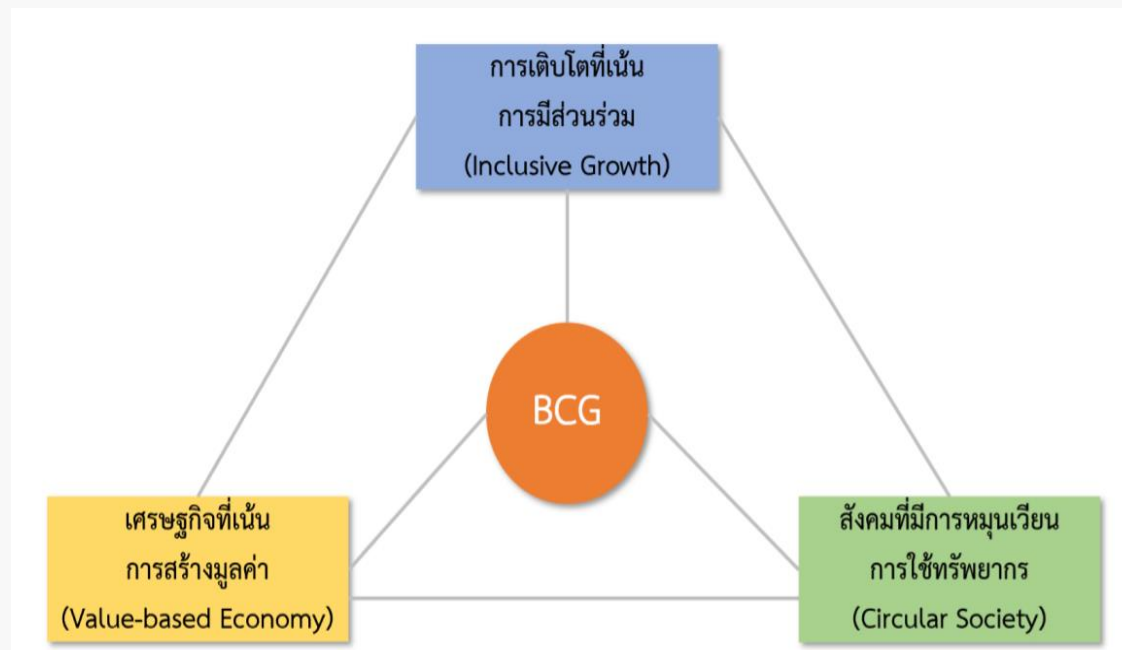 การเติบโตที่เน้น
การมีส่วนร่วม
(Inclusive Growth)
BCG
เศรษฐกิจที่เน้น
การสร้างมูลค่า
(Value-based Economy)
สังคมที่มีการหมุนเวียน
การใช้ทรัพยากร
(Circular Society)